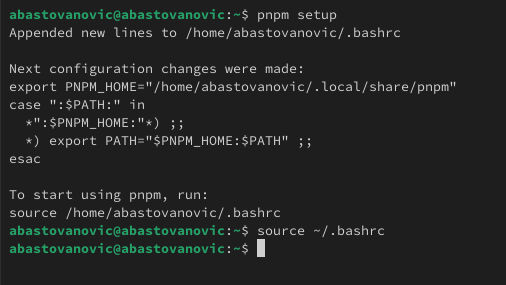 abastovanovic@abastovanovic:~$ pnpm setup
Appended new lines to /home/abastovanovic/.bashrc

Next configuration changes were made:
export PNPM_HOME="/home/abastovanovic/.local/share/pnpm"
case ":$PATH:" in
  *":$PNPM_HOME:"*) ;;
  *) export PATH="$PNPM_HOME:$PATH" ;;
esac

To start using pnpm, run:
source /home/abastovanovic/.bashrc
abastovanovic@abastovanovic:~$ source ~/.bashrc
abastovanovic@abastovanovic:~$